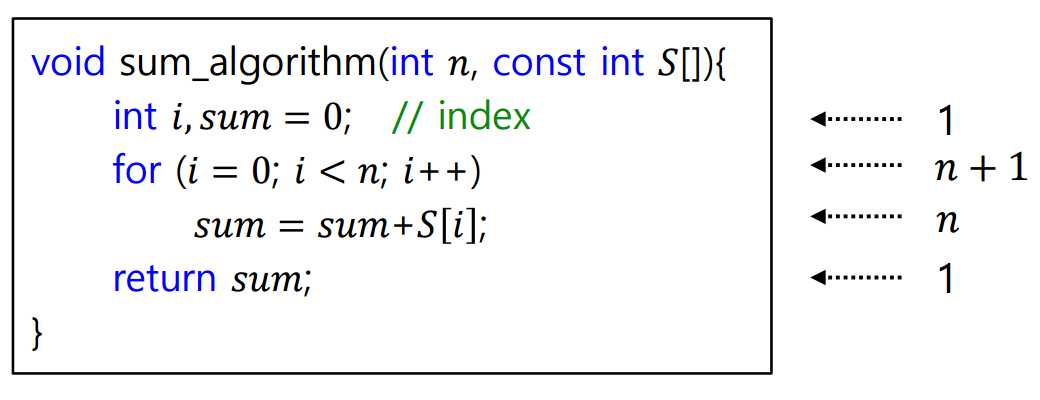 void sum_algorithm(int n, const int S[]){
int i, sum = 0; // index 1
for (i = 0; i < n; i++) n + 1
sum = sum+S[i]; n
return sum; 1
}